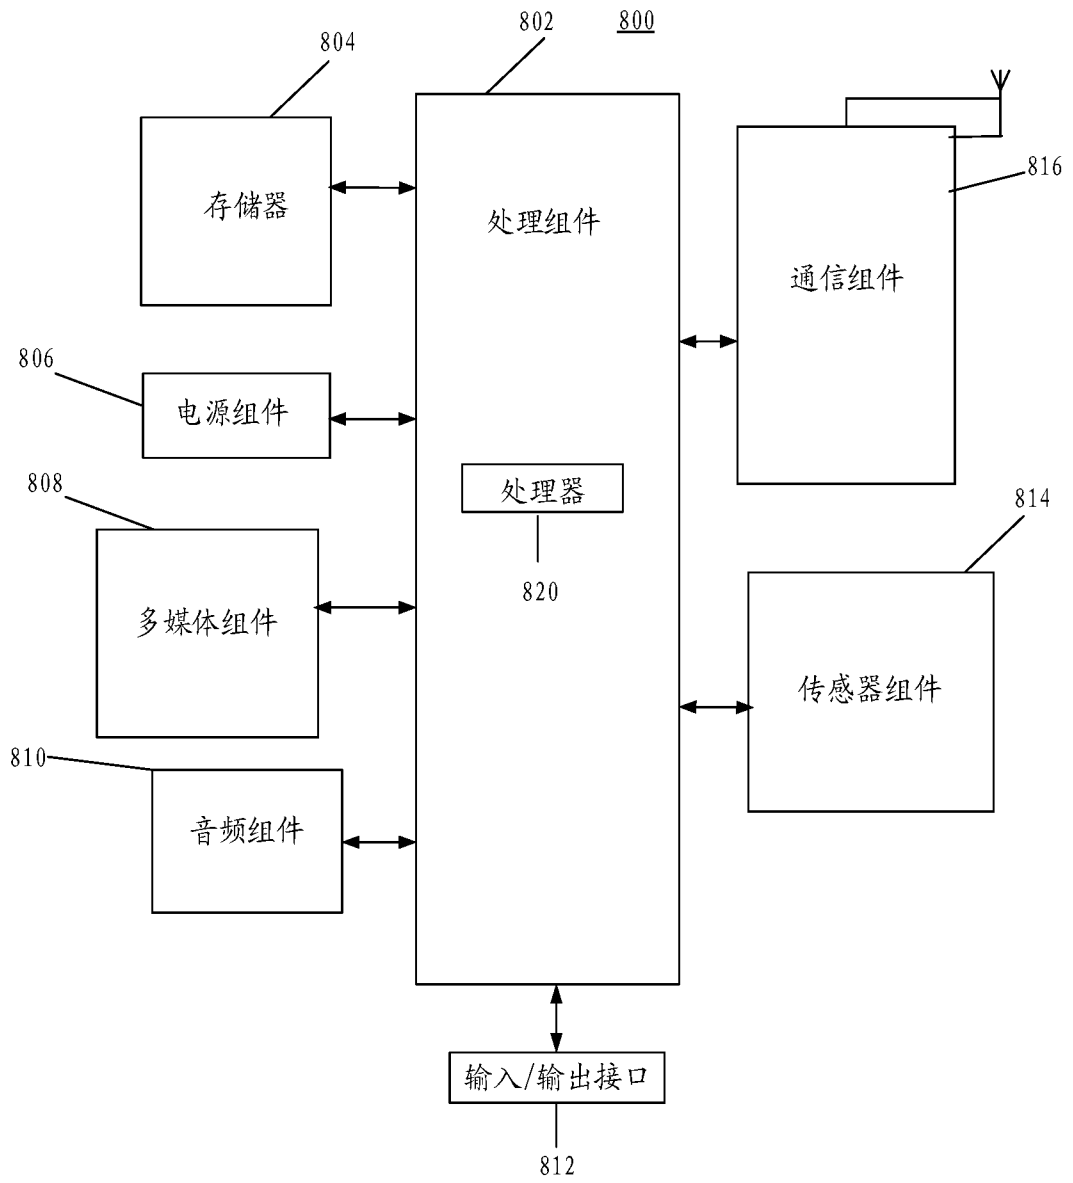 802
800
804
816
存储器
处理组件
通信组件
806
电源组件
808
处理器
814
820
多媒体组件
传感器组件
810
音频组件
输入/输出接口
812